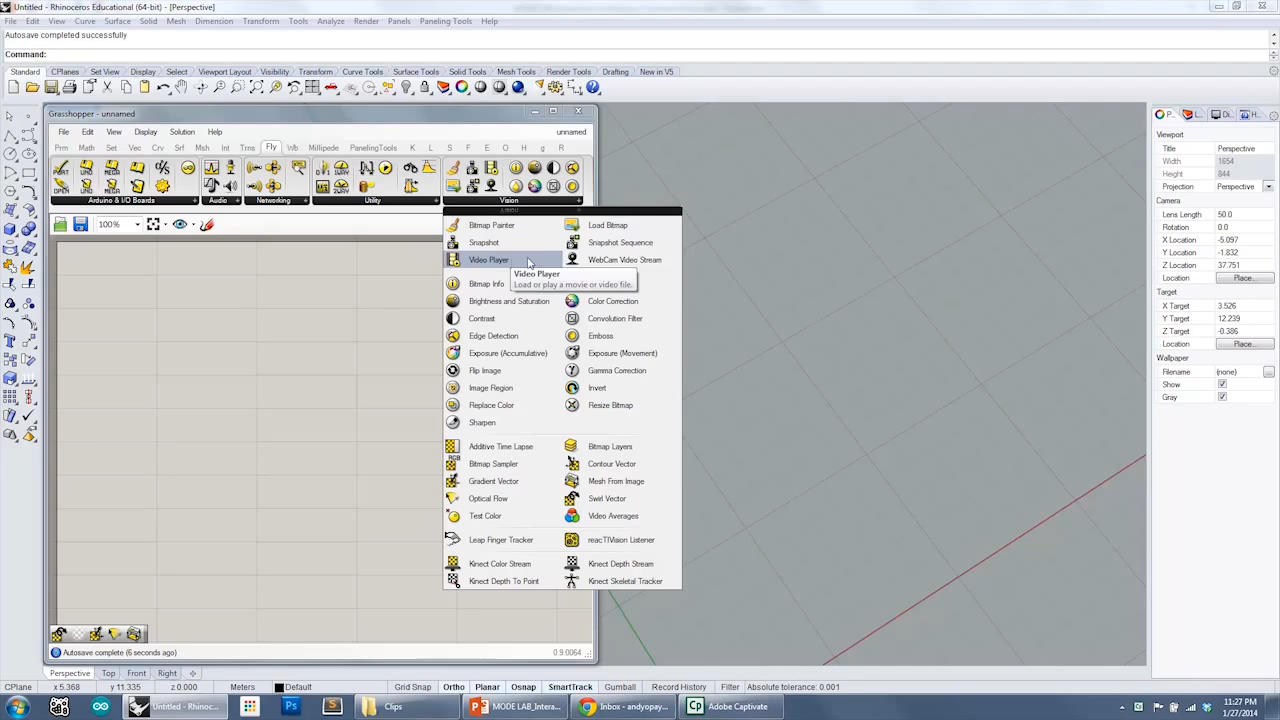 Untitled - Rhinoceros Educational (64-bit) - [Perspective]
File Edit View Curve Surface Solid Mesh Dimension Transform Tools Analyze Render Panels Paneling Tools Help
Autosave completed successfully
Command:
Standard CPlanes Set View Display Select Viewport Layout Visibility Transform Curve Tools Surface Tools Solid Tools Mesh Tools Render Tools Drafting New in V5
Grasshopper - unnamed
File Edit View Display Solution Help unnamed
Prm Math Set Vec Crv Srf Msh Int Trns Fly Wb Millipede PanelingTools K L S F E O H g R
Arduino & I/O Boards Audio Networking Utility Vision
100%
Bitmap Painter Load Bitmap
Snapshot Snapshot Sequence
Video Player WebCam Video Stream
Video Player
Load or play a movie or video file.
Bitmap Info
Brightness and Saturation Color Correction
Contrast Convolution Filter
Edge Detection Emboss
Exposure (Accumulative) Exposure (Movement)
Flip Image Gamma Correction
Image Region Invert
Replace Color Resize Bitmap
Sharpen
Additive Time Lapse Bitmap Layers
Bitmap Sampler Contour Vector
Gradient Vector Mesh From Image
Optical Flow Swirl Vector
Test Color Video Averages
Leap Finger Tracker reacTIVision Listener
Kinect Color Stream Kinect Depth Stream
Kinect Depth To Point Kinect Skeletal Tracker
Autosave complete (6 seconds ago) 0.9.0064
Viewport
Title Perspective
Width 1654
Height 844
Projection Perspective
Camera
Lens Length 50.0
Rotation 0.0
X Location -5.097
Y Location -1.832
Z Location 37.751
Location Place...
Target
X Target 3.526
Y Target 12.239
Z Target -0.386
Location Place...
Wallpaper
Filename (none) ...
Show
Gray
Perspective Top Front Right
CPlane x 5.368 y 11.335 z 0.000 Meters Default Grid Snap Ortho Planar Osnap SmartTrack Gumball Record History Filter Absolute tolerance: 0.001
Untitled - Rhinoc... Clips MODE LAB_Intera... Inbox - andyopay... Adobe Captivate
11:27 PM
1/27/2014